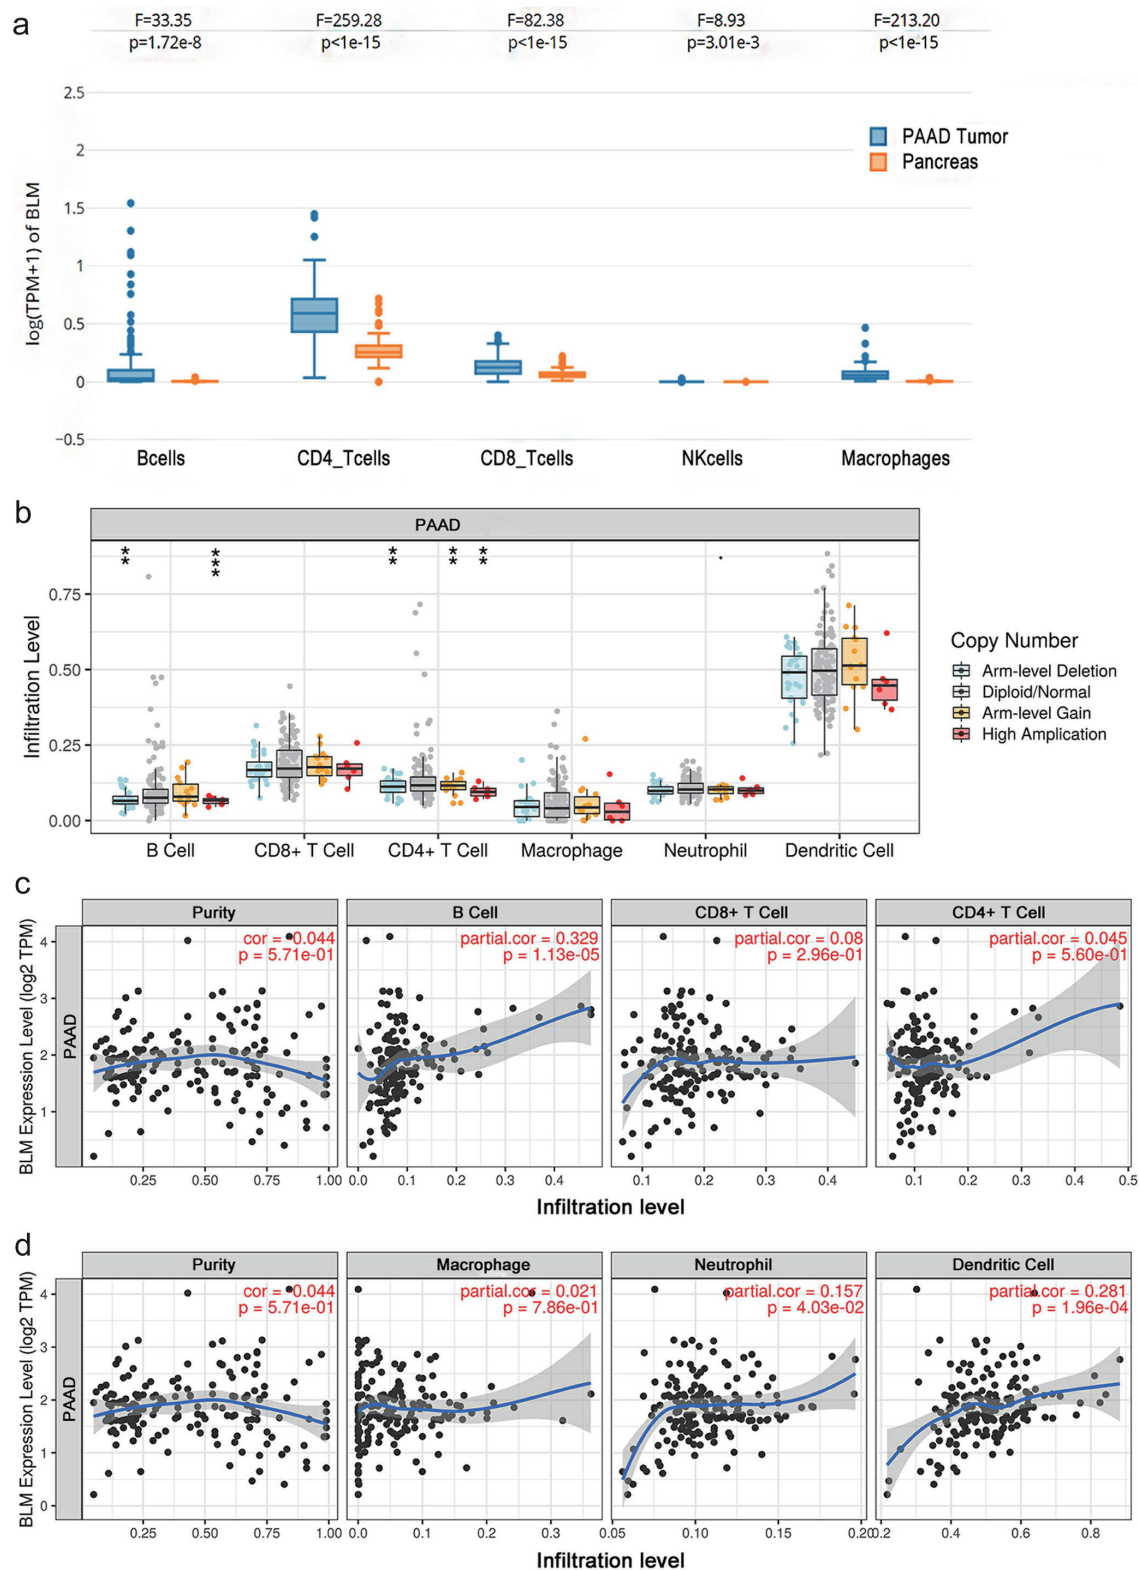 a
F=33.35 F=259.28 F=82.38 F=8.93 F=213.20
p=1.72e-8 p<1e-15 p<1e-15 p=3.01e-3 p<1e-15
2.5
2
1.5
1
0.5
0
−0.5
log(TPM+1) of BLM
PAAD Tumor
Pancreas
Bcells CD4_Tcells CD8_Tcells NKcells Macrophages
b
PAAD
** *** ** ** ** .
0.75
0.50
0.25
0.00
Infiltration Level
B Cell CD8+ T Cell CD4+ T Cell Macrophage Neutrophil Dendritic Cell
Copy Number
Arm-level Deletion
Diploid/Normal
Arm-level Gain
High Amplication
c
Purity B Cell CD8+ T Cell CD4+ T Cell
cor = -0.044 partial.cor = 0.329 partial.cor = 0.08 partial.cor = 0.045
p = 5.71e-01 p = 1.13e-05 p = 2.96e-01 p = 5.60e-01
BLM Expression Level (log2 TPM)
PAAD
4
3
2
1
0.25 0.50 0.75 1.00 0.0 0.1 0.2 0.3 0.4 0.1 0.2 0.3 0.4 0.1 0.2 0.3 0.4 0.5
Infiltration level
d
Purity Macrophage Neutrophil Dendritic Cell
cor = -0.044 partial.cor = 0.021 partial.cor = 0.157 partial.cor = 0.281
p = 5.71e-01 p = 7.86e-01 p = 4.03e-02 p = 1.96e-04
BLM Expression Level (log2 TPM)
PAAD
4
3
2
1
0
0.25 0.50 0.75 1.00 0.0 0.1 0.2 0.3 0.05 0.10 0.15 0.20 0.2 0.4 0.6 0.8
Infiltration level